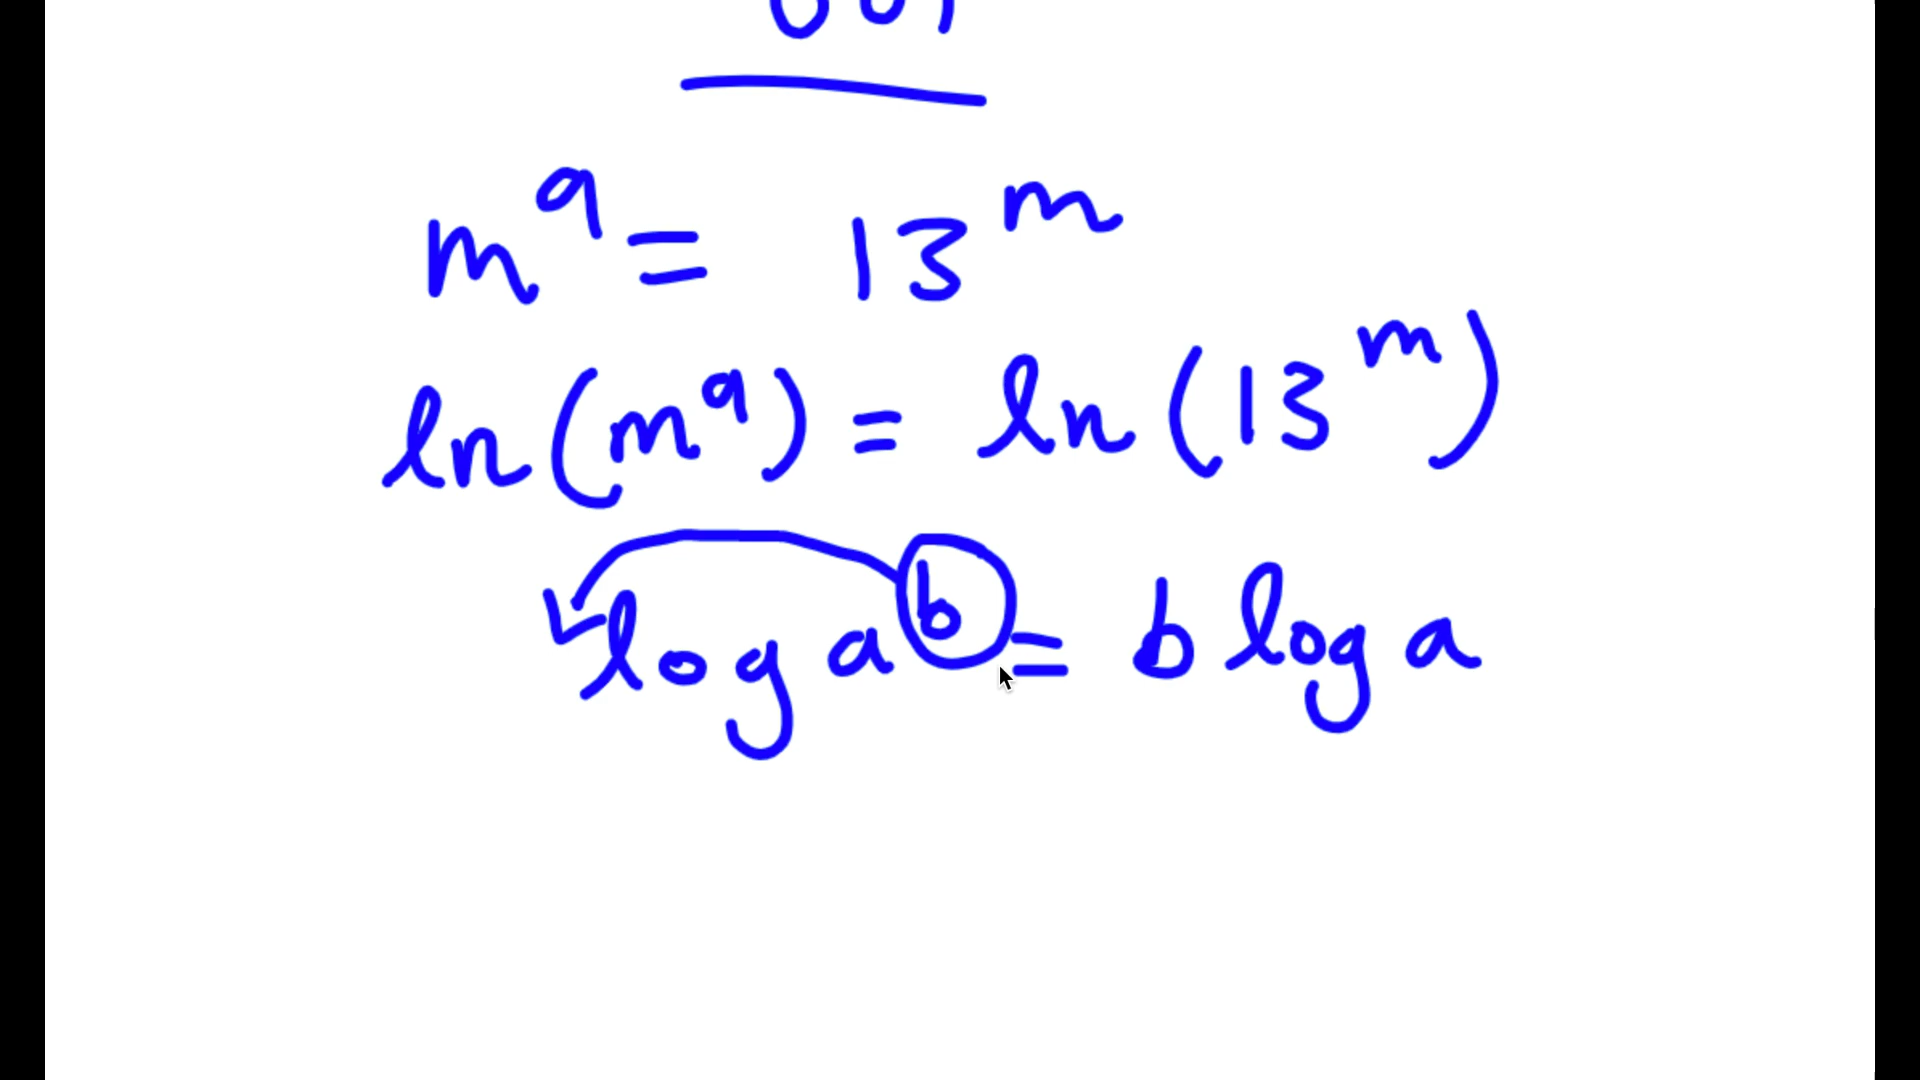 m^9 = 13^m
ln(m^9) = ln(13^m)
log a^b = b log a